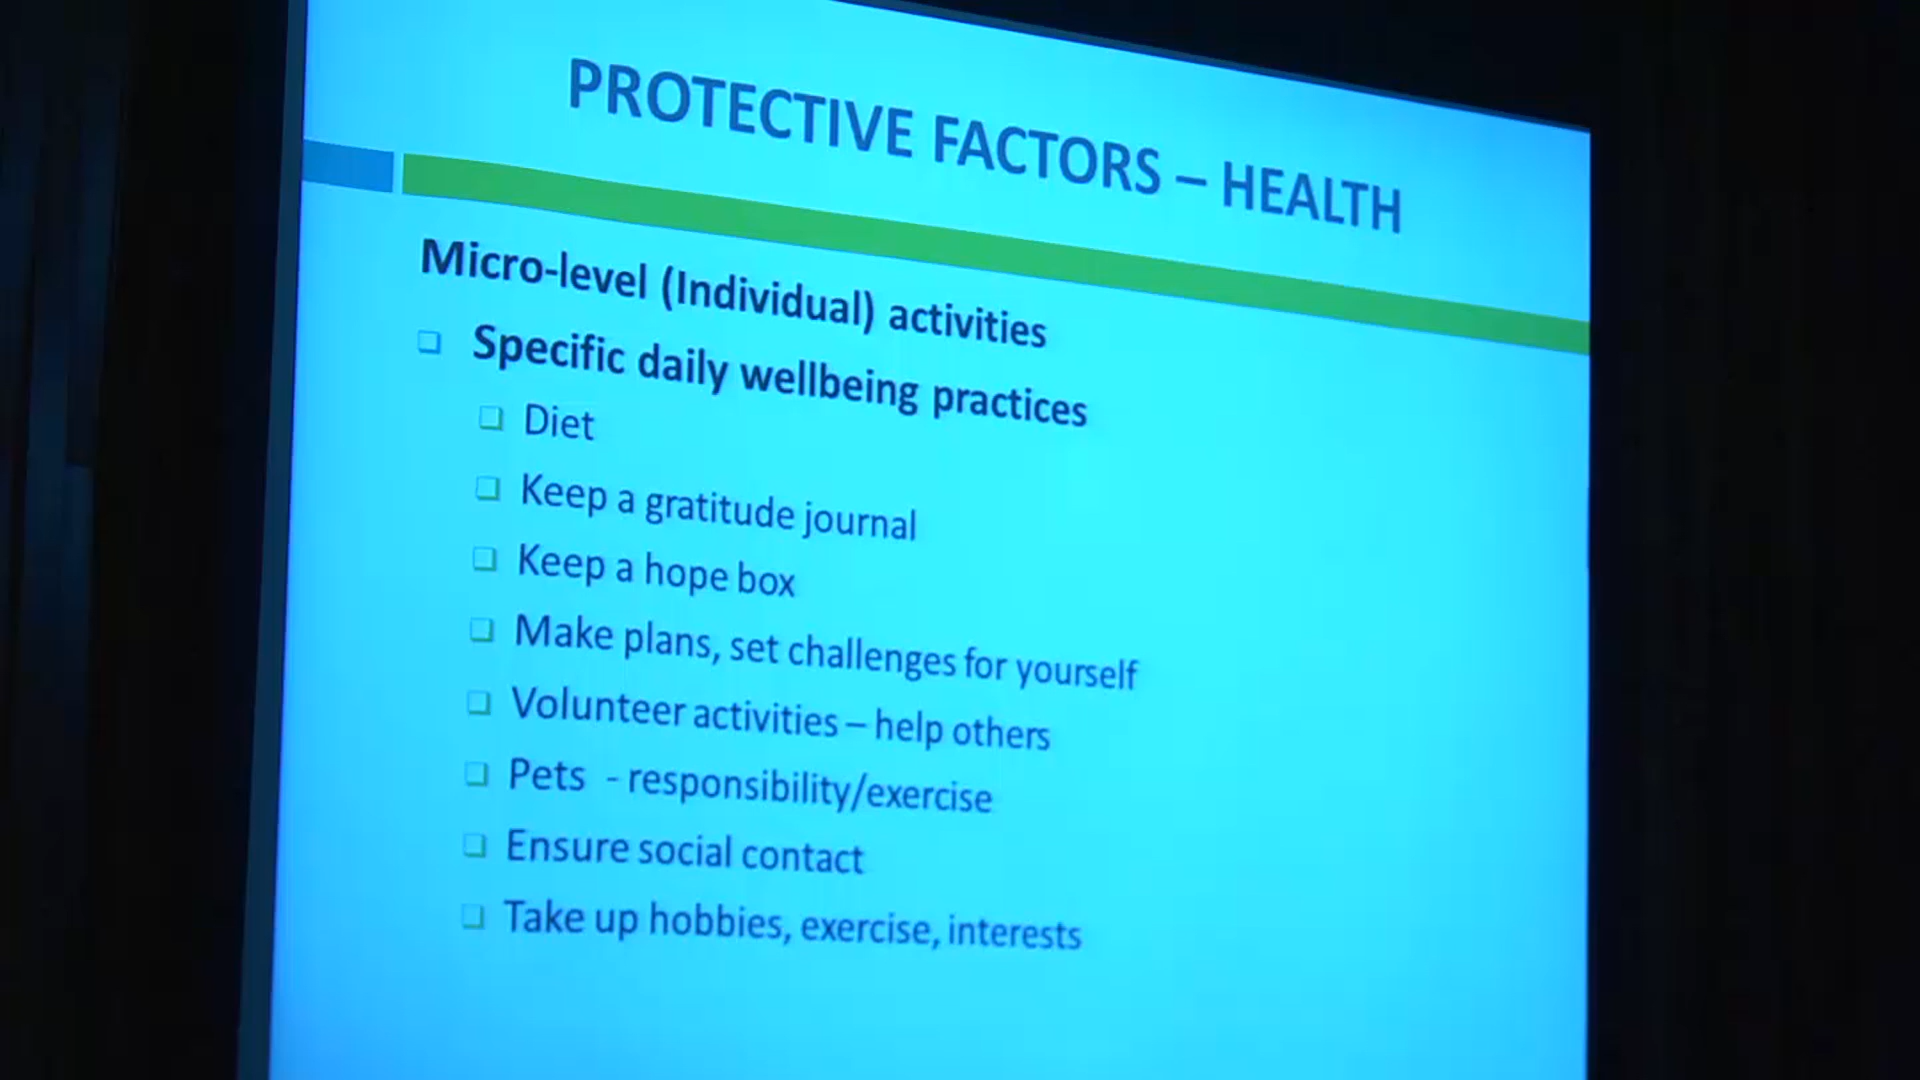 PROTECTIVE FACTORS – HEALTH
Micro-level (Individual) activities
Specific daily wellbeing practices
Diet
Keep a gratitude journal
Keep a hope box
Make plans, set challenges for yourself
Volunteer activities – help others
Pets - responsibility/exercise
Ensure social contact
Take up hobbies, exercise, interests